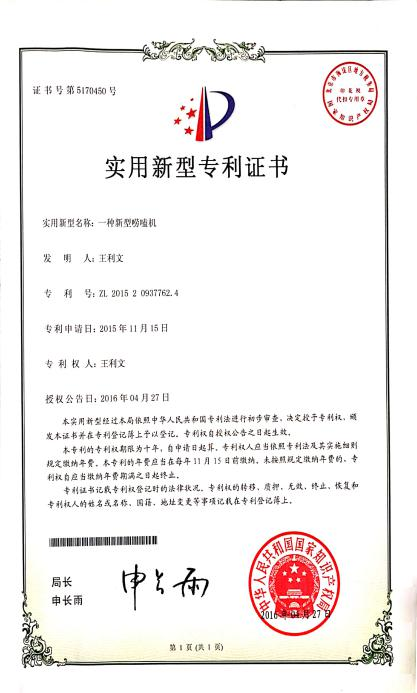 证书号第5170450号
印花税
代扣专用章
实用新型专利证书
实用新型名称：一种新型唠嗑机
发 明 人：王利文
专 利 号：ZL 2015 2 0937762.4
专利申请日：2015年11月15日
专 利 权 人：王利文
授权公告日：2016年04月27日
本实用新型经过本局依照中华人民共和国专利法进行初步审查，决定授予专利权，颁
发本证书并在专利登记簿上予以登记。专利权自授权公告之日起生效。
本专利的专利权期限为十年，自申请日起算。专利权人应当依照专利法及其实施细则
规定缴纳年费。本专利的年费应当在每年11月15日前缴纳。未按照规定缴纳年费的，专
利权自应当缴纳年费期满之日起终止。
专利证书记载专利权登记时的法律状况。专利权的转移、质押、无效、终止、恢复和
专利权人的姓名或名称、国籍、地址变更等事项记载在专利登记簿上。
局长
申长雨
申长雨
中华人民共和国国家知识产权局
2016年04月27日
第1页(共1页)